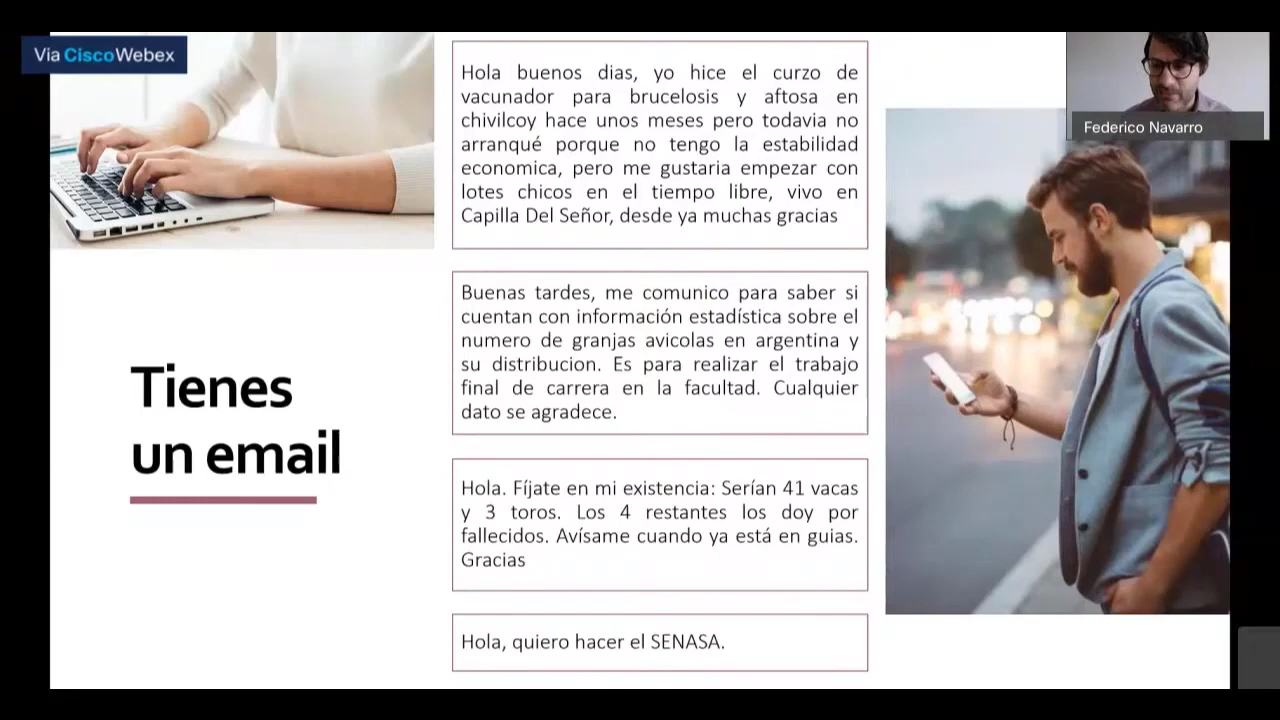 Vía CiscoWebex
Federico Navarro
Hola buenos dias, yo hice el curzo de
vacunador para brucelosis y aftosa en
chivilcoy hace unos meses pero todavia no
arranqué porque no tengo la estabilidad
economica, pero me gustaria empezar con
lotes chicos en el tiempo libre, vivo en
Capilla Del Señor, desde ya muchas gracias
Buenas tardes, me comunico para saber si
cuentan con información estadística sobre el
numero de granjas avicolas en argentina y
su distribucion. Es para realizar el trabajo
final de carrera en la facultad. Cualquier
dato se agradece.
Tienes
un email
Hola. Fíjate en mi existencia: Serían 41 vacas
y 3 toros. Los 4 restantes los doy por
fallecidos. Avísame cuando ya está en guias.
Gracias
Hola, quiero hacer el SENASA.